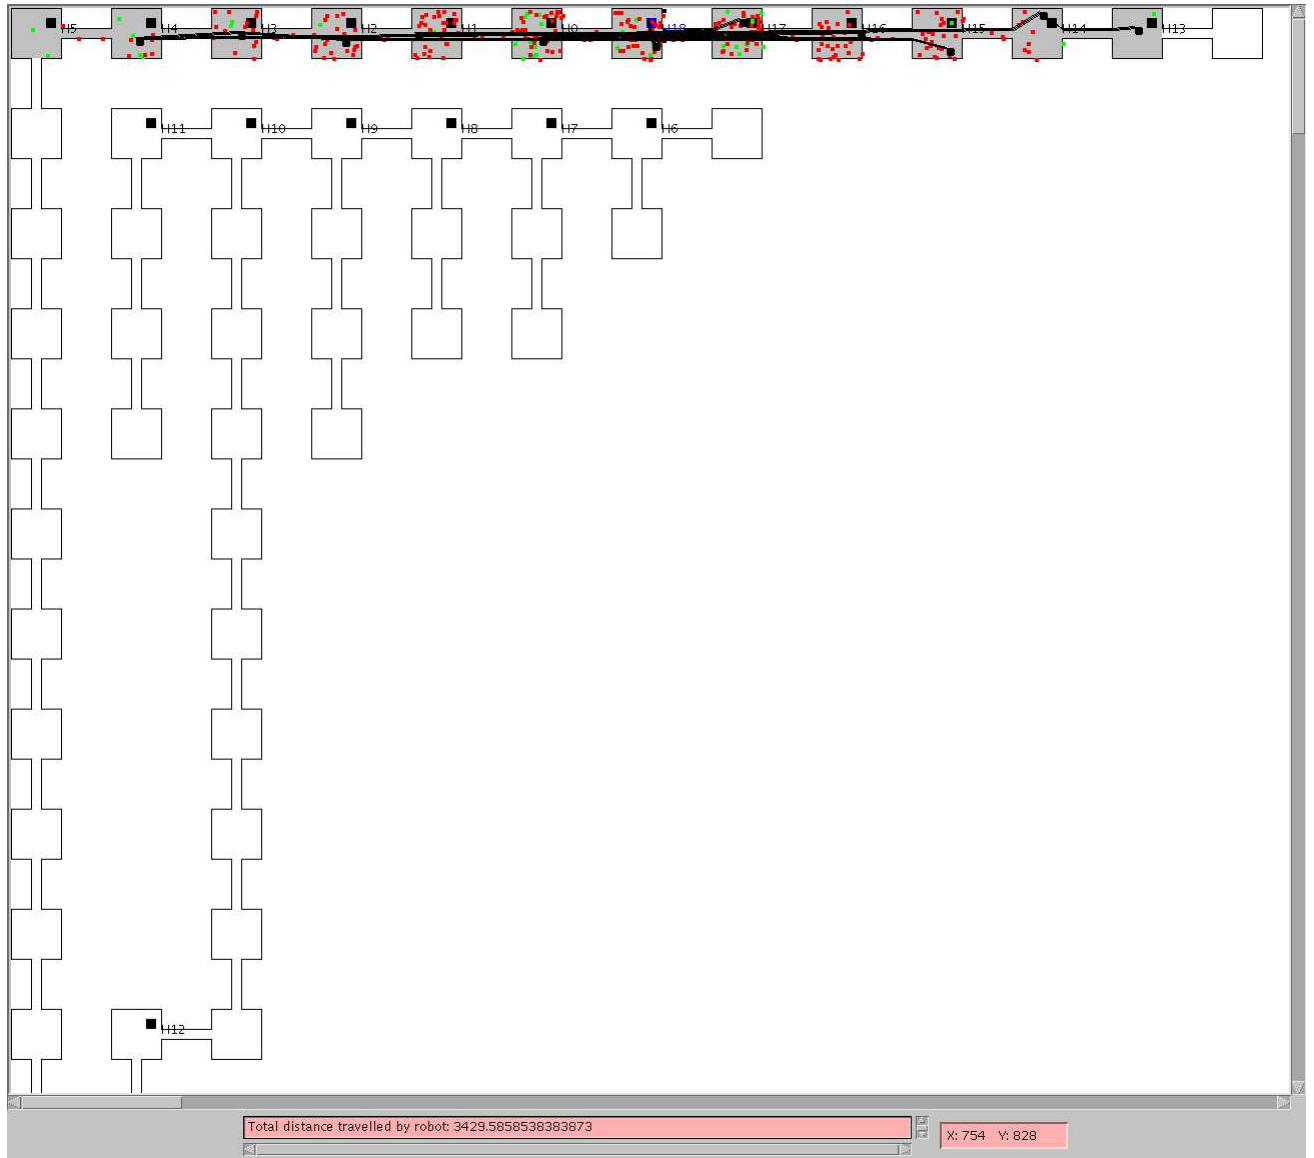 H5 H4 H3 H2 H1 H0 H18 H17 H16 H15 H14 H13
H11 H10 H9 H8 H7 H6
H12
Total distance travelled by robot: 3429.5858538383873
X: 754 Y: 828